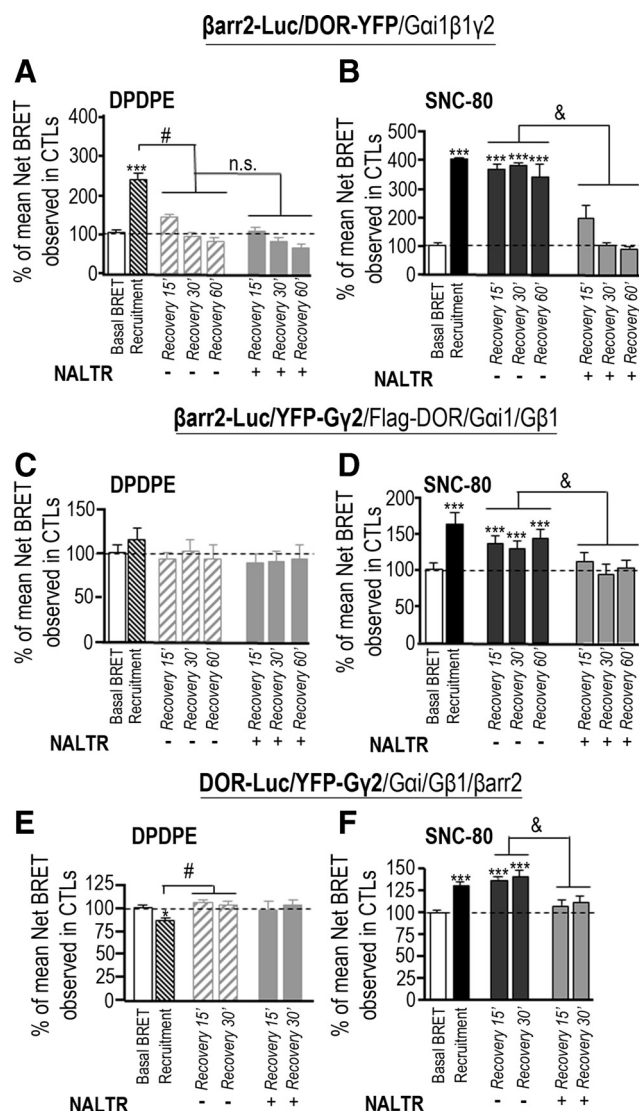 βarr2-Luc/DOR-YFP/Gαi1β1γ2
A
DPDPE
% of mean Net BRET
observed in CTLs
400
300
200
100
0
***
#
n.s.
Basal BRET
Recruitment
Recovery 15'
Recovery 30'
Recovery 60'
Recovery 15'
Recovery 30'
Recovery 60'
NALTR
- - -
+ + +
B
SNC-80
% of mean Net BRET
observed in CTLs
500
400
300
200
100
0
***
*** *** ***
&
Basal BRET
Recruitment
Recovery 15'
Recovery 30'
Recovery 60'
Recovery 15'
Recovery 30'
Recovery 60'
- - -
+ + +
βarr2-Luc/YFP-Gγ2/Flag-DOR/Gαi1/Gβ1
C
DPDPE
% of mean Net BRET
observed in CTLs
150
100
50
0
Basal BRET
Recruitment
Recovery 15'
Recovery 30'
Recovery 60'
Recovery 15'
Recovery 30'
Recovery 60'
NALTR
- - -
+ + +
D
SNC-80
% of mean Net BRET
observed in CTLs
200
150
100
50
0
***
*** *** ***
&
Basal BRET
Recruitment
Recovery 15'
Recovery 30'
Recovery 60'
Recovery 15'
Recovery 30'
Recovery 60'
NALTR
- - -
+ + +
DOR-Luc/YFP-Gγ2/Gαi/Gβ1/βarr2
E
DPDPE
% of mean Net BRET
observed in CTLs
125
100
75
50
25
0
*
#
Basal BRET
Recruitment
Recovery 15'
Recovery 30'
Recovery 15'
Recovery 30'
NALTR
- -
+ +
F
SNC-80
% of mean Net BRET
observed in CTLs
150
125
100
75
50
25
0
***
*** ***
&
Basal BRET
Recruitment
Recovery 15'
Recovery 30'
Recovery 15'
Recovery 30'
NALTR
- -
+ +